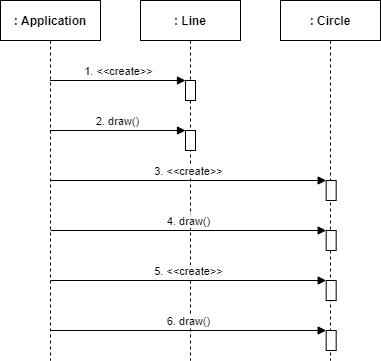 : Application
: Line
: Circle
1. <<create>>
2. draw()
3. <<create>>
4. draw()
5. <<create>>
6. draw()